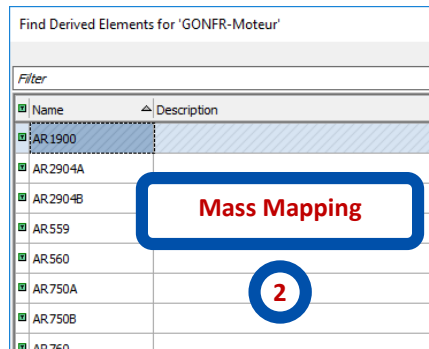 Find Derived Elements for 'GONFR-Moteur'
Filter
Name Description
AR1900
AR2904A
AR2904B
AR559
AR560
AR750A
AR750B
AR760
Mass Mapping
2